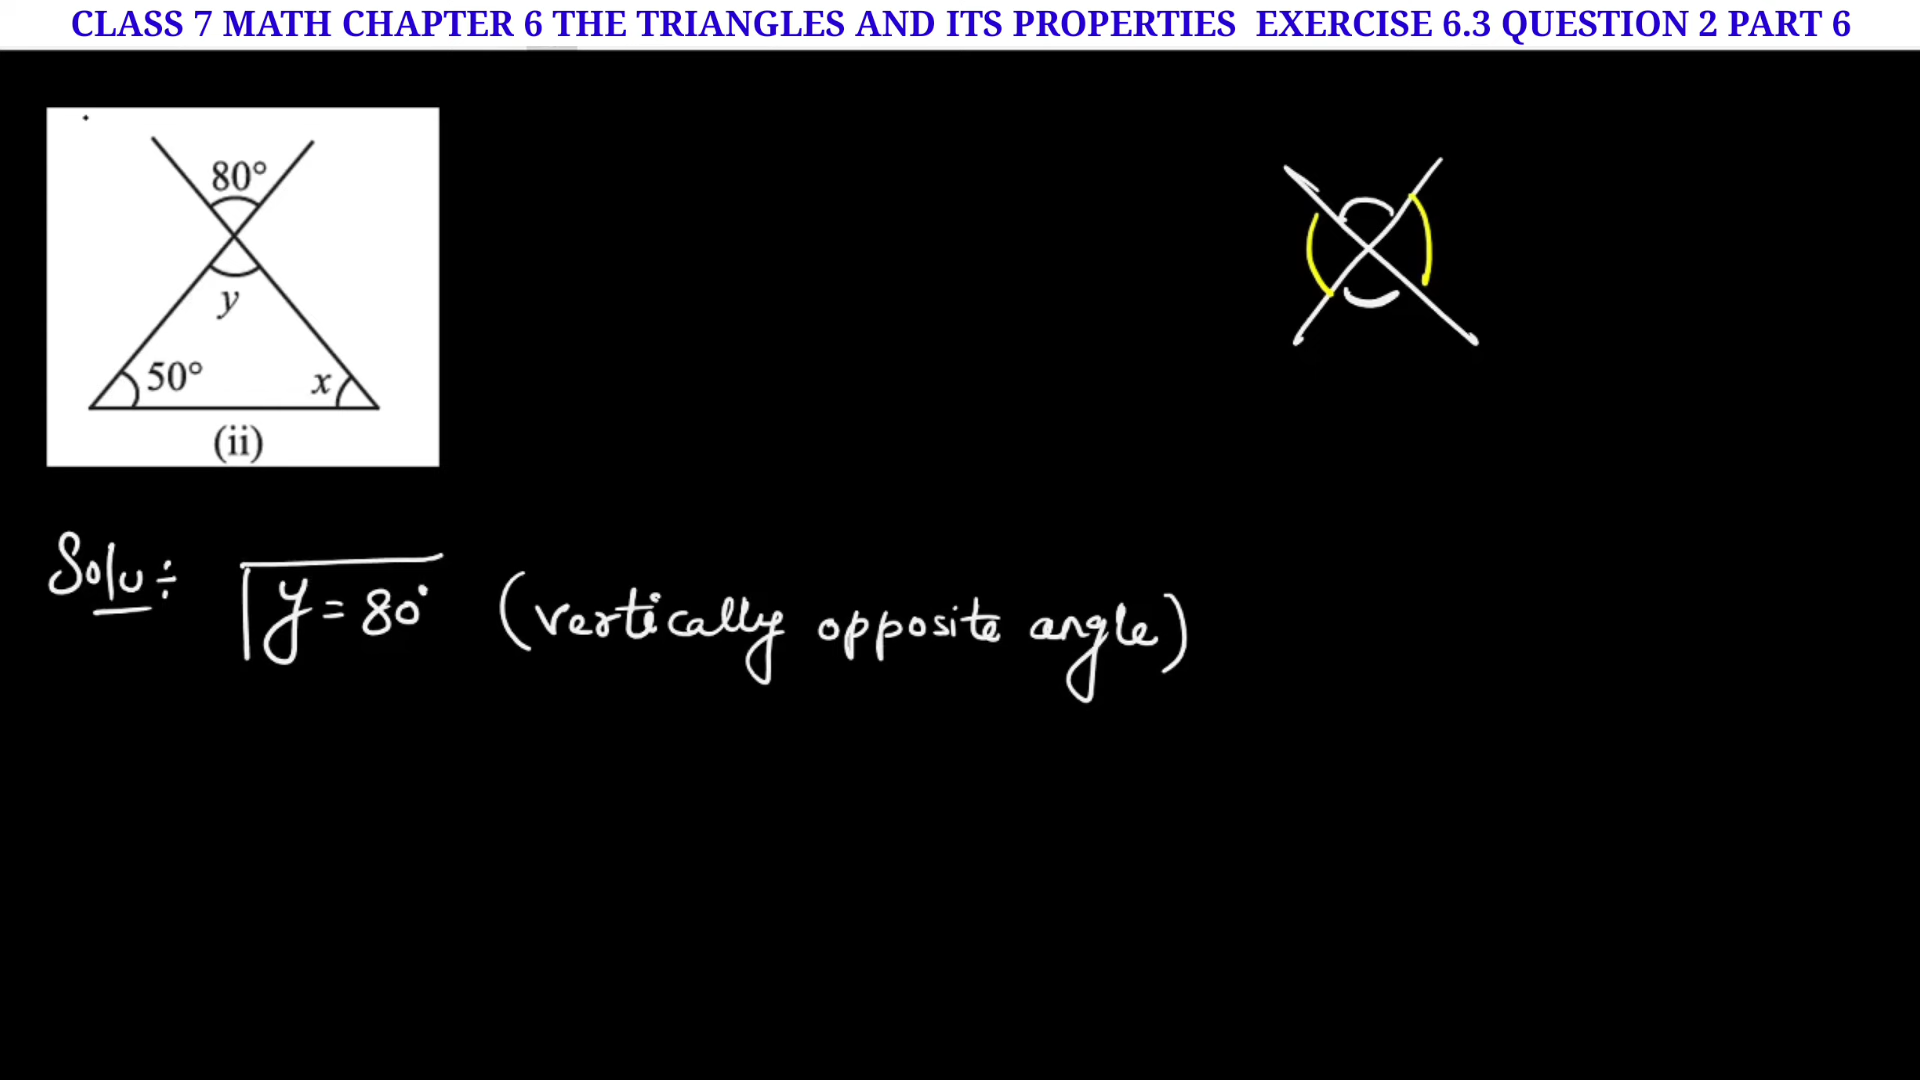 CLASS 7 MATH CHAPTER 6 THE TRIANGLES AND ITS PROPERTIES EXERCISE 6.3 QUESTION 2 PART 6
80°
y
50°
x
(ii)
Solu÷ y = 80° (vertically opposite angle)